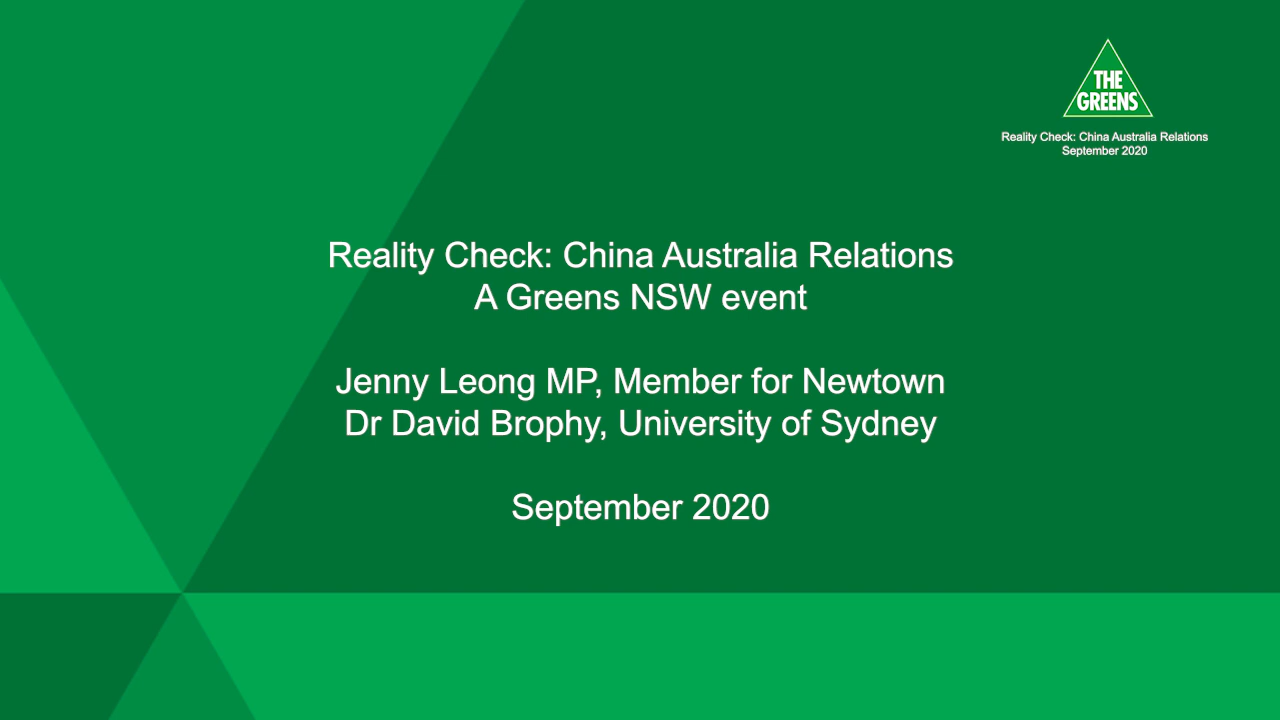 THE
GREENS
Reality Check: China Australia Relations
September 2020
Reality Check: China Australia Relations
A Greens NSW event
Jenny Leong MP, Member for Newtown
Dr David Brophy, University of Sydney
September 2020